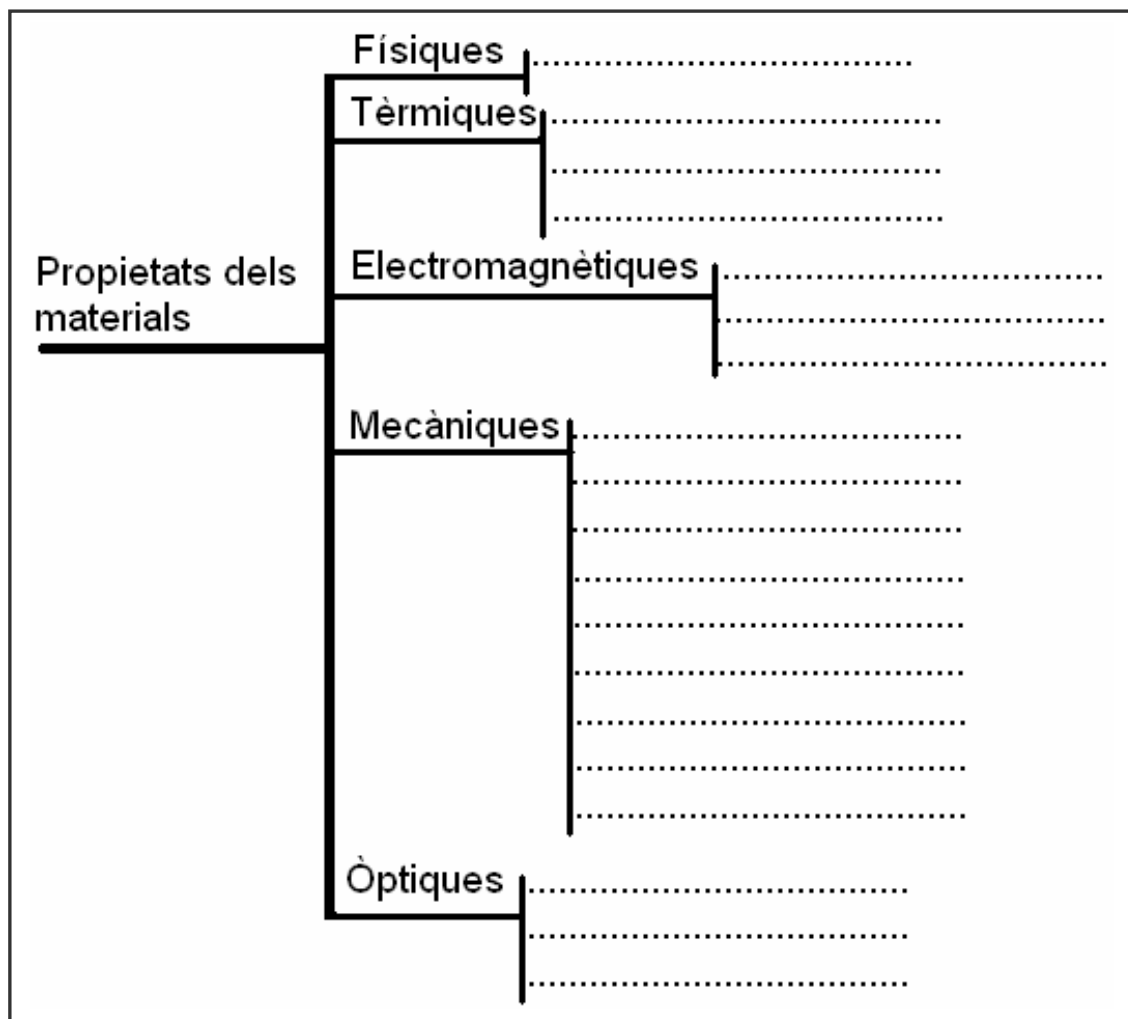 Físiques
Tèrmiques
Propietats dels
materials
Electromagnètiques
Mecàniques
Òptiques